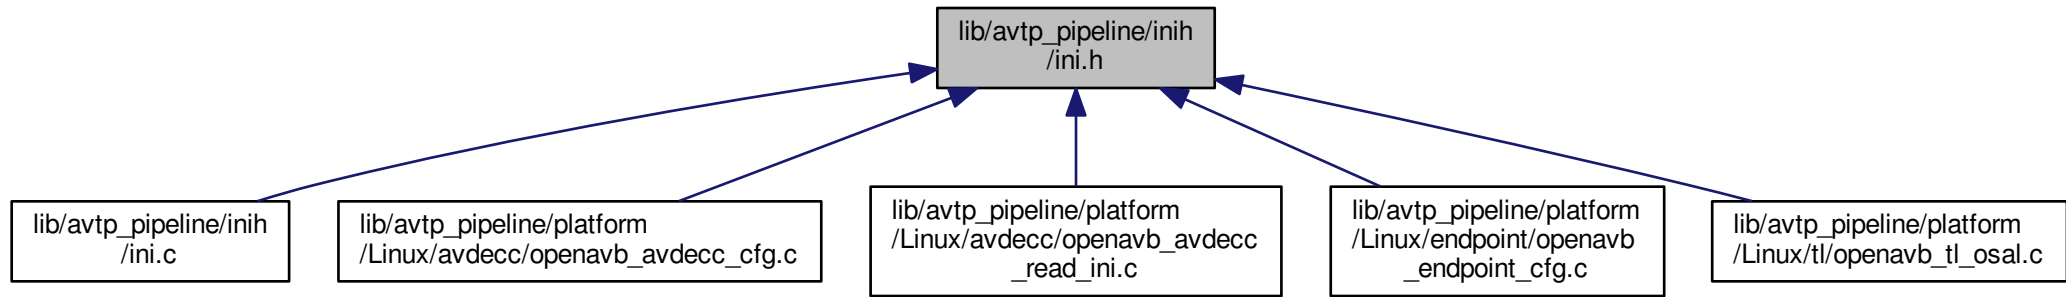 lib/avtp_pipeline/inih
/ini.h
lib/avtp_pipeline/inih
/ini.c
lib/avtp_pipeline/platform
/Linux/avdecc/openavb_avdecc_cfg.c
lib/avtp_pipeline/platform
/Linux/avdecc/openavb_avdecc
_read_ini.c
lib/avtp_pipeline/platform
/Linux/endpoint/openavb
_endpoint_cfg.c
lib/avtp_pipeline/platform
/Linux/tl/openavb_tl_osal.c